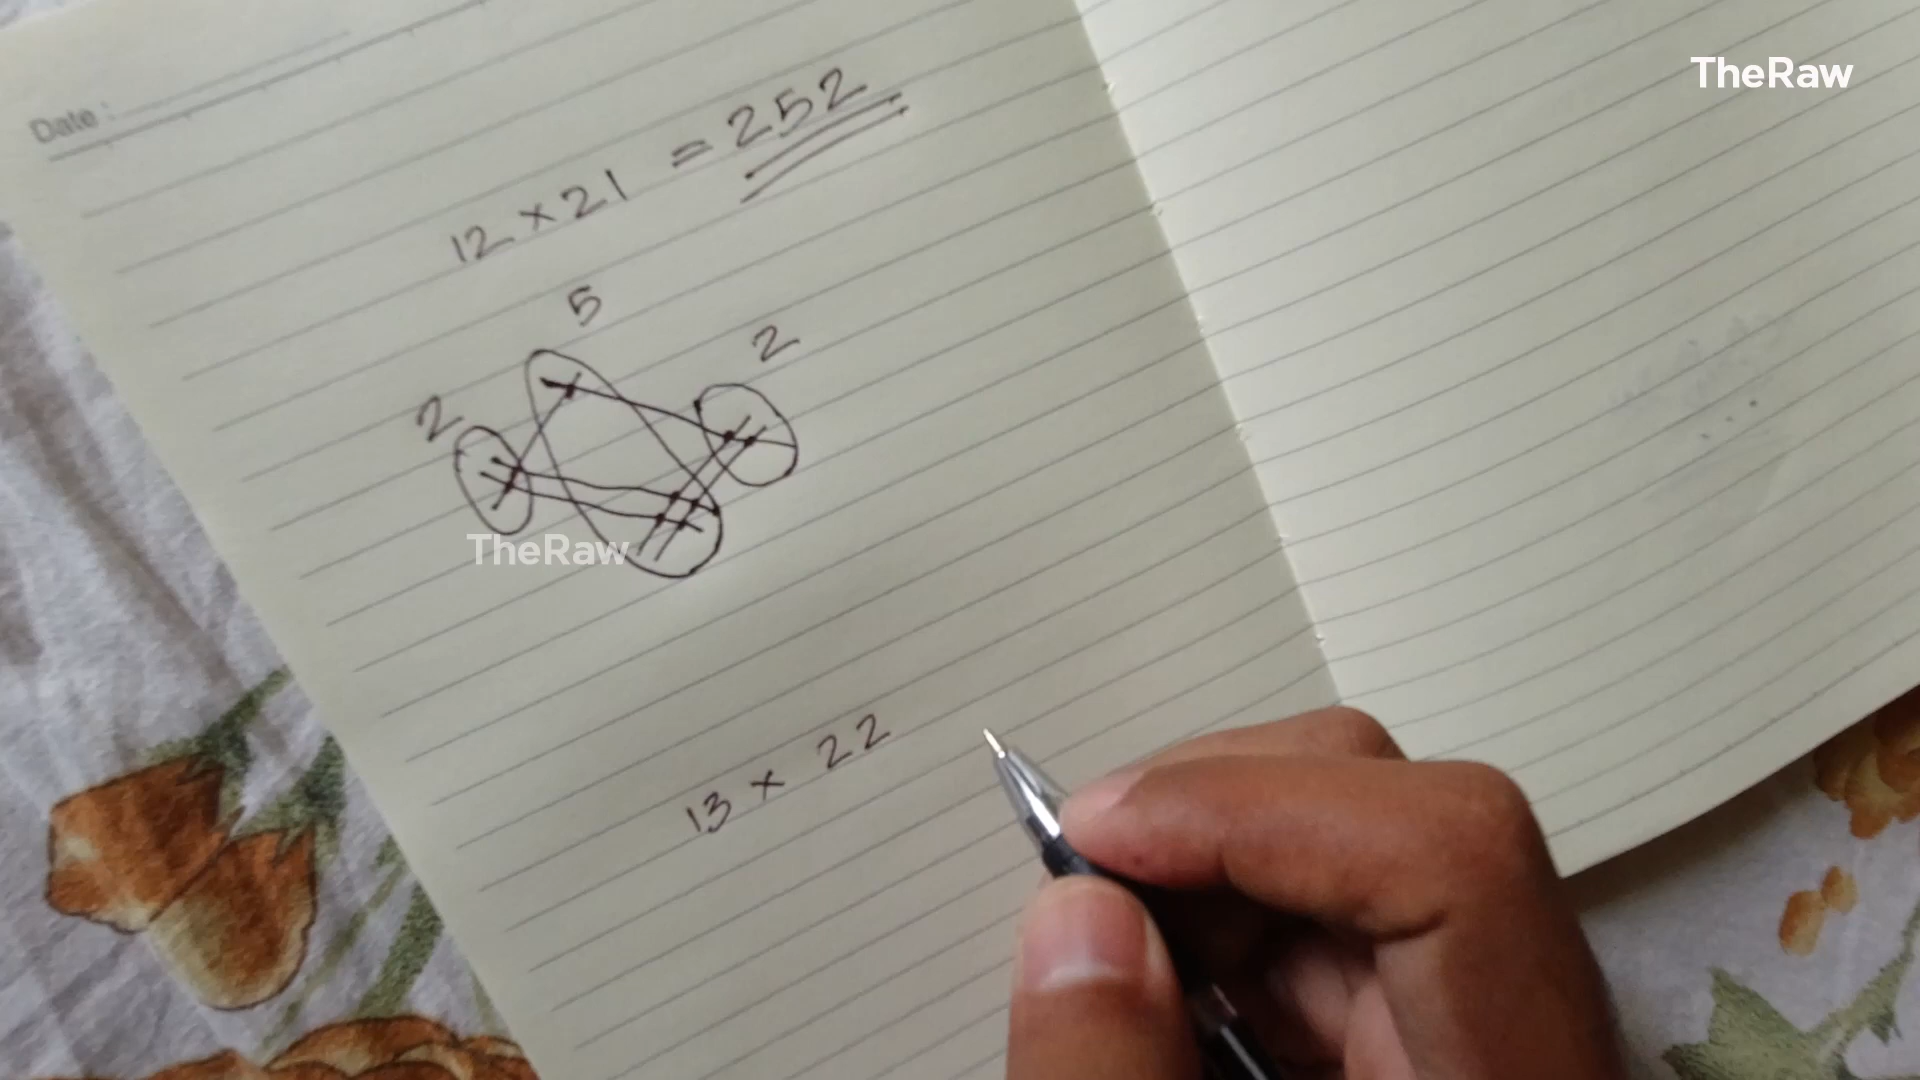 TheRaw
Date :
12 × 21 = 252
5
2
2
TheRaw
13 × 22